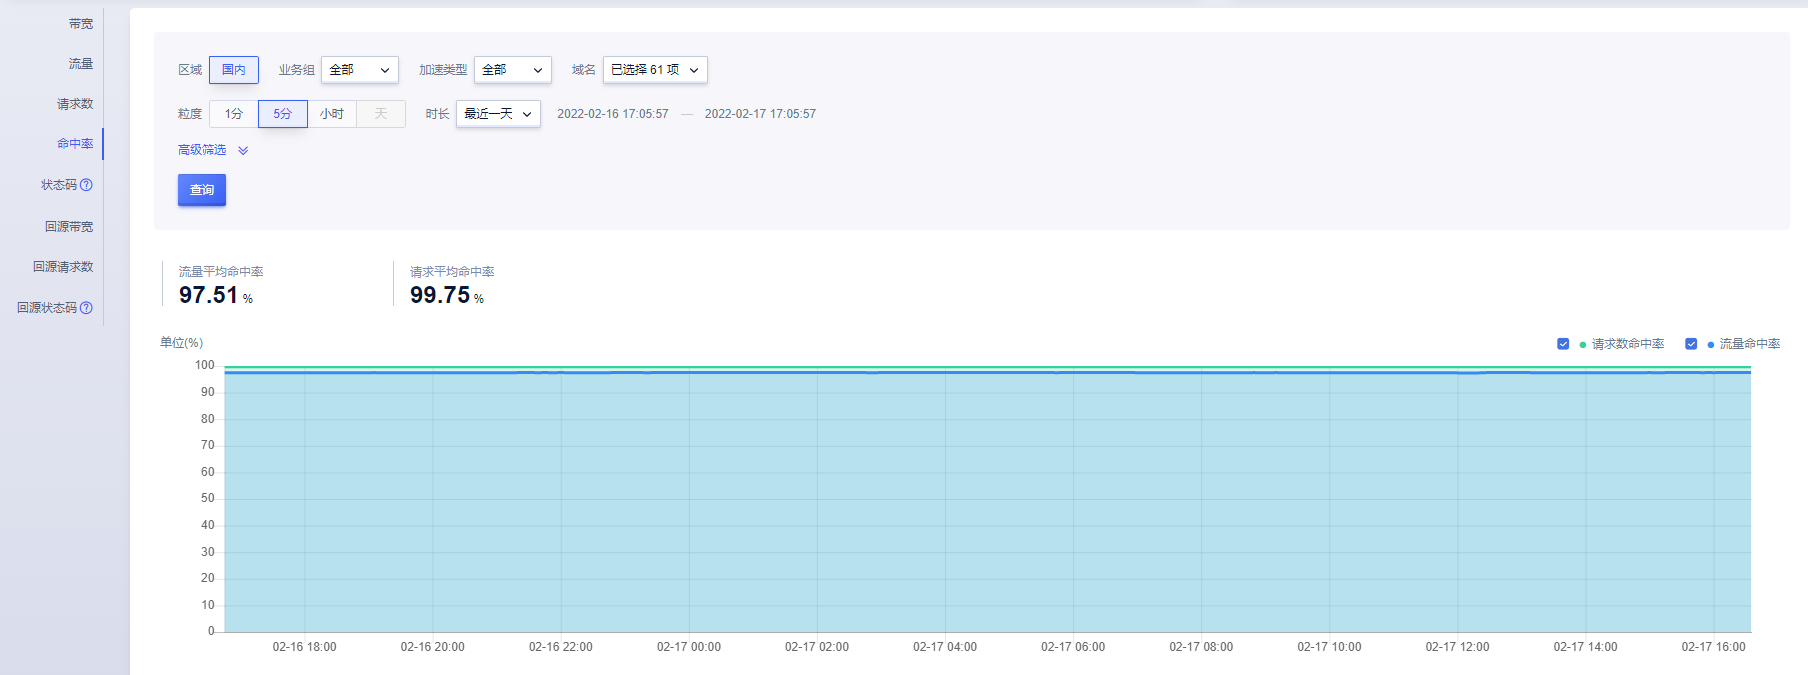 带宽
流量
请求数
命中率
状态码
回源带宽
回源请求数
回源状态码
区域 国内 业务组 全部 加速类型 全部 域名 已选择 61 项
粒度 1分 5分 小时 天 时长 最近一天 2022-02-16 17:05:57 — 2022-02-17 17:05:57
高级筛选
查询
流量平均命中率 请求平均命中率
97.51 % 99.75 %
单位(%) 请求数命中率 流量命中率
100
90
80
70
60
50
40
30
20
10
0
02-16 18:00 02-16 20:00 02-16 22:00 02-17 00:00 02-17 02:00 02-17 04:00 02-17 06:00 02-17 08:00 02-17 10:00 02-17 12:00 02-17 14:00 02-17 16:00